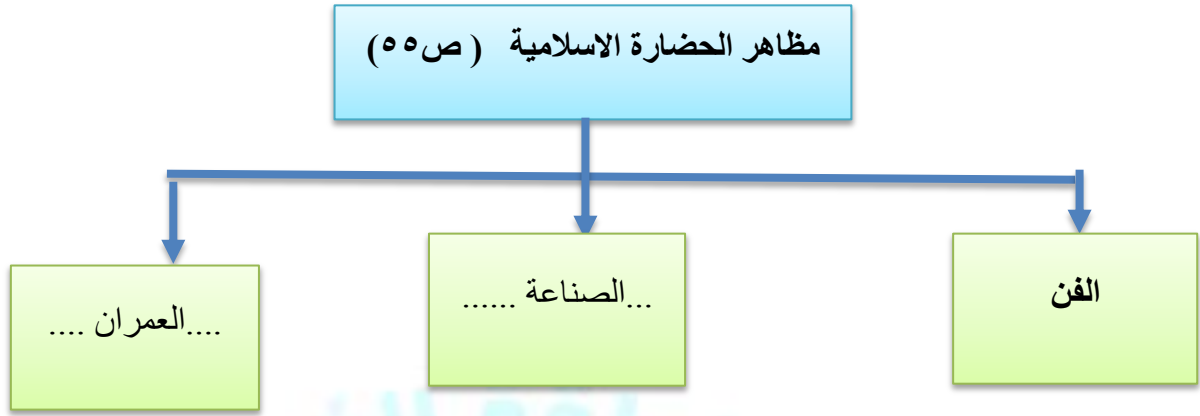 مظاهر الحضارة الاسلامية ( ص٥٥)
الفن
...الصناعة ......
....العمران ....